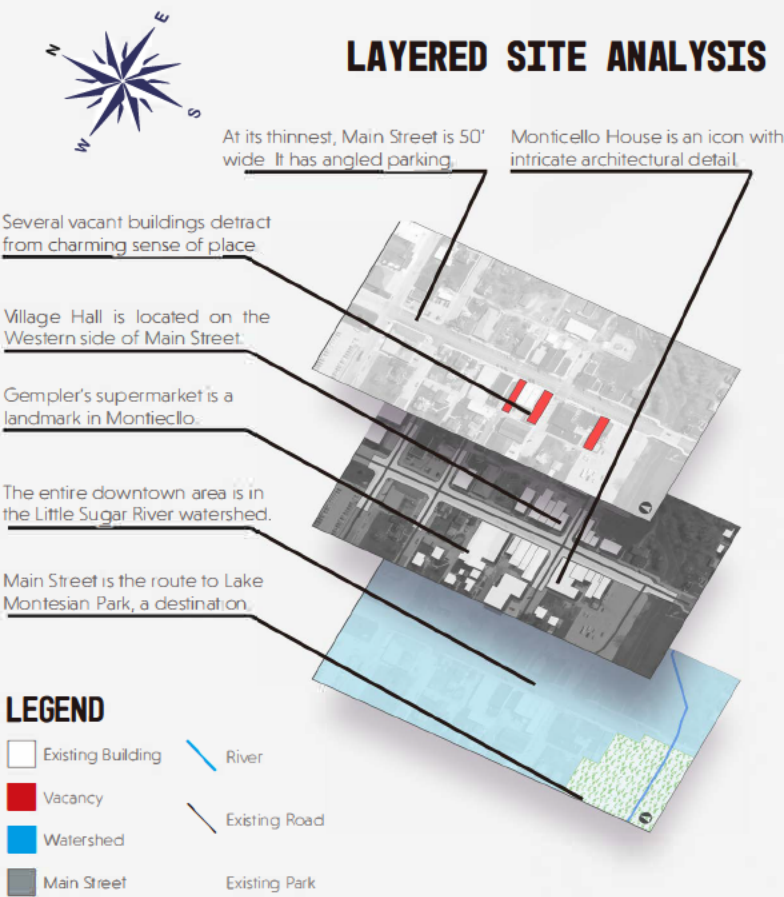 N
E
S
W
LAYERED SITE ANALYSIS
At its thinnest, Main Street is 50'
wide It has angled parking.
Monticello House is an icon with
intricate architectural detail.
Several vacant buildings detract
from charming sense of place.
Village Hall is located on the
Western side of Main Street.
Gempler's supermarket is a
landmark in Montiecllo.
The entire downtown area is in
the Little Sugar River watershed.
Main Street is the route to Lake
Montesian Park, a destination.
LEGEND
Existing Building
Vacancy
Watershed
Main Street
River
Existing Road
Existing Park